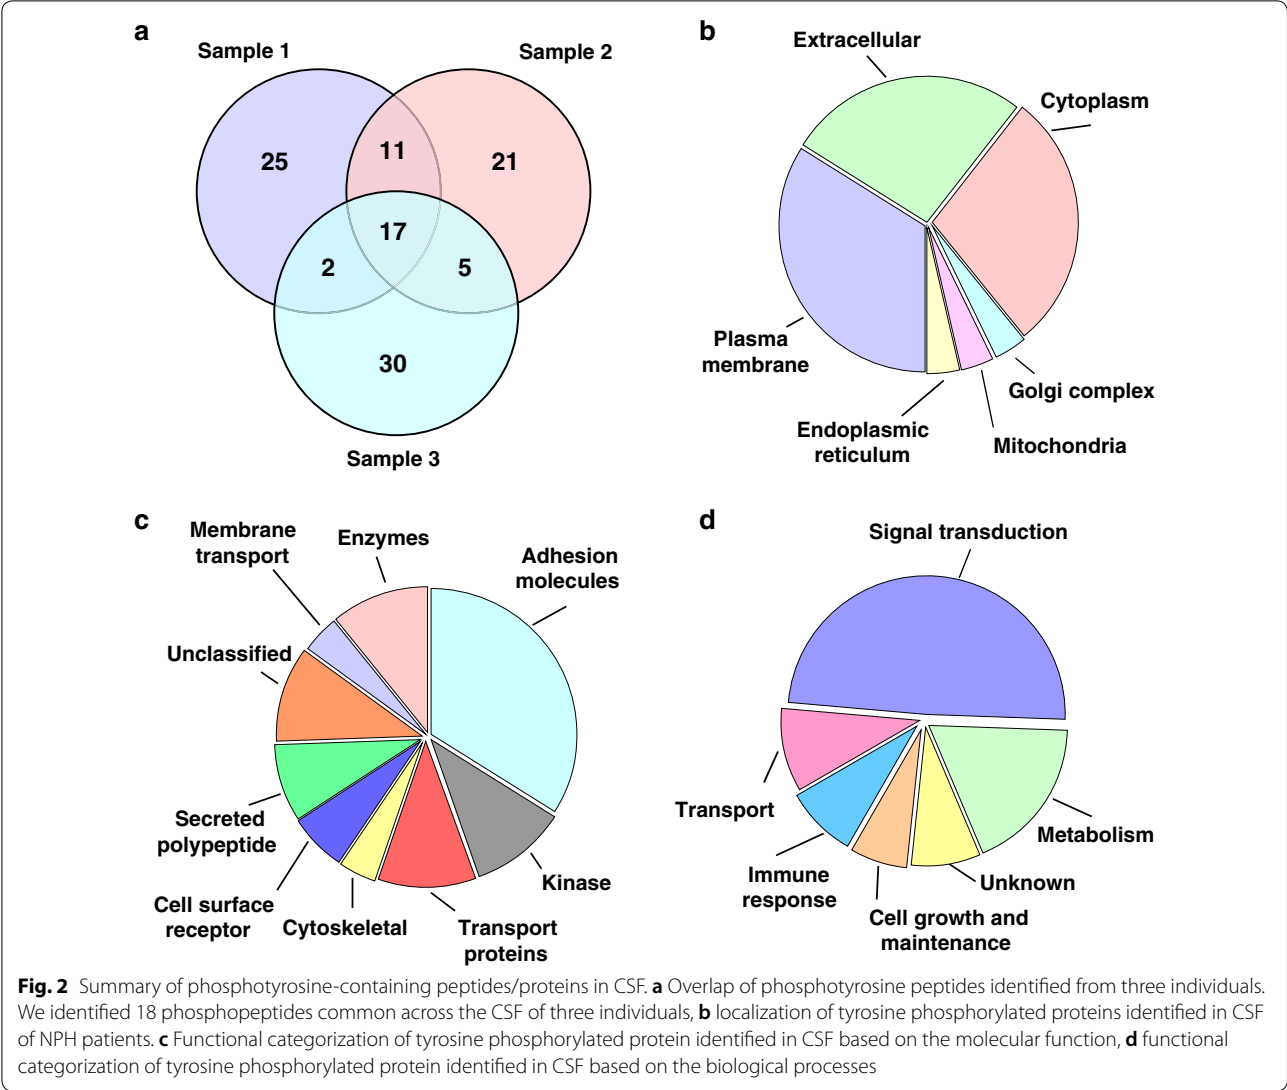 a
Sample 1
Sample 2
25
11
21
17
2
5
30
Sample 3
b
Extracellular
Cytoplasm
Plasma
membrane
Golgi complex
Endoplasmic
reticulum
Mitochondria
c
Membrane
transport
Enzymes
Adhesion
molecules
Unclassified
Secreted
polypeptide
Cell surface
receptor
Cytoskeletal
Transport
proteins
Kinase
d
Signal transduction
Transport
Metabolism
Immune
response
Unknown
Cell growth and
maintenance
Fig. 2 Summary of phosphotyrosine-containing peptides/proteins in CSF. a Overlap of phosphotyrosine peptides identified from three individuals.
We identified 18 phosphopeptides common across the CSF of three individuals, b localization of tyrosine phosphorylated proteins identified in CSF
of NPH patients. c Functional categorization of tyrosine phosphorylated protein identified in CSF based on the molecular function, d functional
categorization of tyrosine phosphorylated protein identified in CSF based on the biological processes